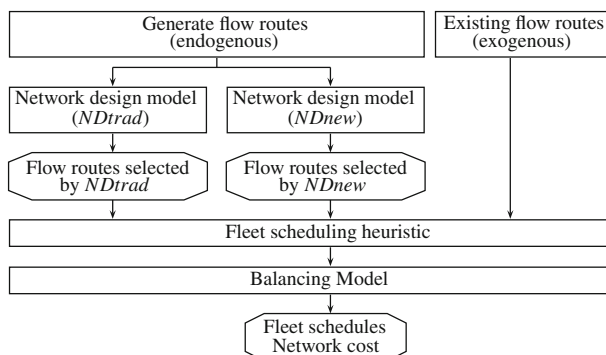 Generate flow routes
(endogenous)
Existing flow routes
(exogenous)
Network design model
(NDtrad)
Network design model
(NDnew)
Flow routes selected
by NDtrad
Flow routes selected
by NDnew
Fleet scheduling heuristic
Balancing Model
Fleet schedules
Network cost